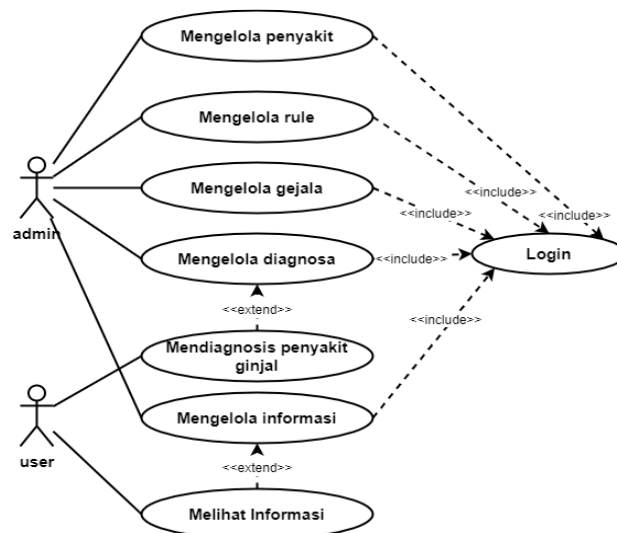 Mengelola penyakit
Mengelola rule
Mengelola gejala
<<include>>
<<include>>
<<include>>
admin
Mengelola diagnosa
<<include>>
Login
<<extend>>
<<include>>
Mendiagnosis penyakit
ginjal
Mengelola informasi
user
<<extend>>
Melihat Informasi